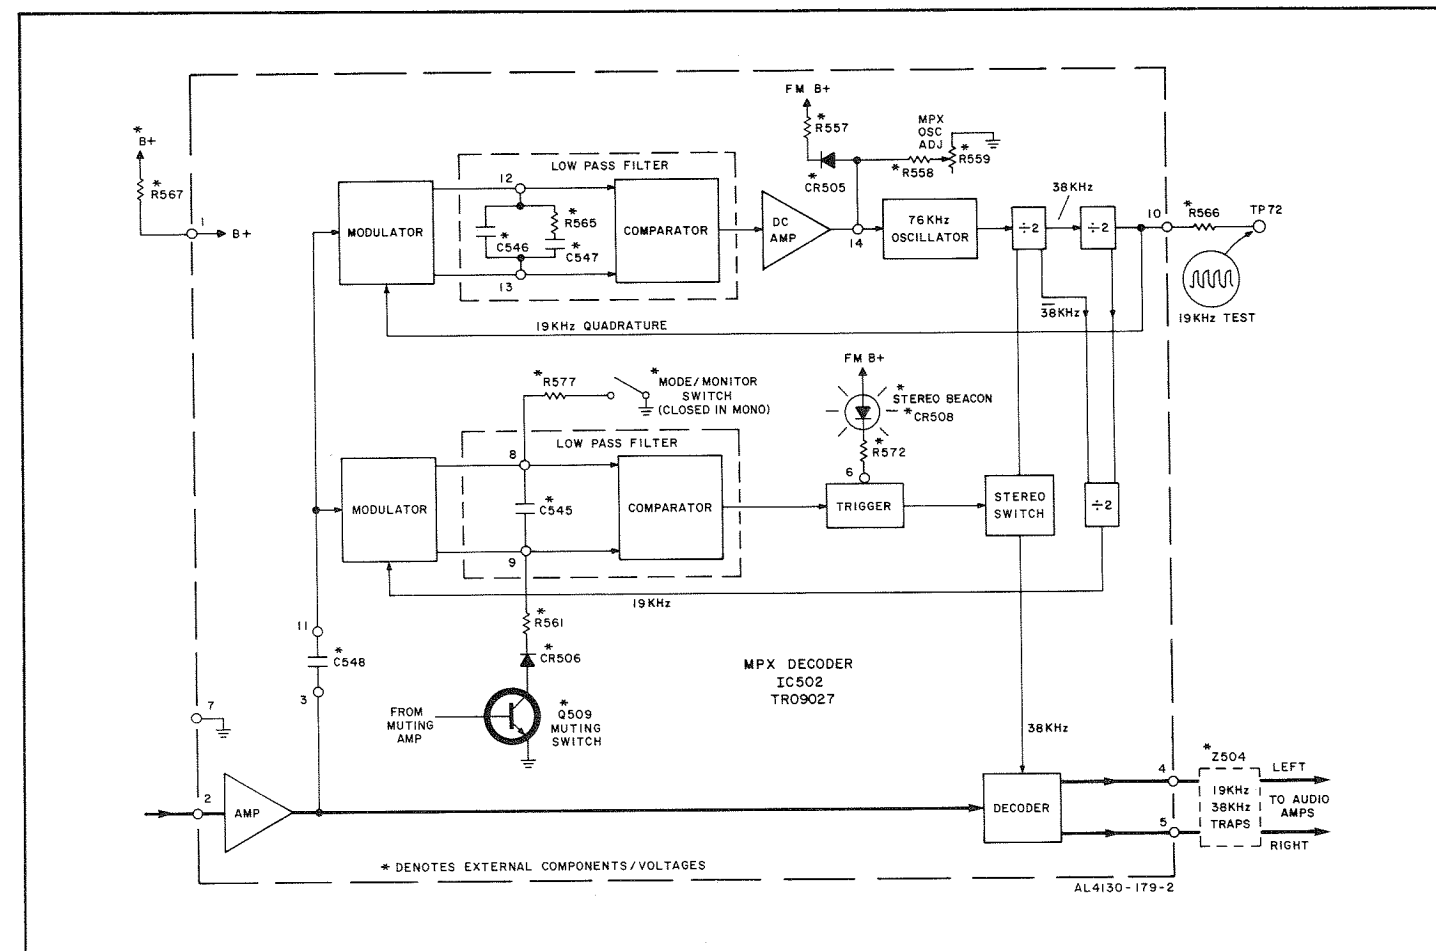 FM B+
*
R557
MPX
OSC
ADJ
*
R559
*
R558
*
CR505
*
B+
*
R567
1
B+
LOW PASS FILTER
12
MODULATOR
*
R565
*
C546
*
C547
13
COMPARATOR
DC
AMP
14
76KHz
OSCILLATOR
÷2
38KHz
÷2
10
*
R566
TP72
19KHz TEST
38KHz
19KHz QUADRATURE
*
R577
*
MODE/MONITOR
SWITCH
(CLOSED IN MONO)
FM B+
*
STEREO BEACON
*CR508
*
R572
6
LOW PASS FILTER
8
MODULATOR
*
C545
9
COMPARATOR
TRIGGER
STEREO
SWITCH
÷2
19KHz
*
R561
*
CR506
11
*
C548
3
MPX DECODER
IC502
TR09027
FROM
MUTING
AMP
*
Q509
MUTING
SWITCH
7
38KHz
2
AMP
DECODER
4
5
*
Z504
19KHz
38KHz
TRAPS
LEFT
TO AUDIO
AMPS
RIGHT
* DENOTES EXTERNAL COMPONENTS/VOLTAGES
AL4130-179-2